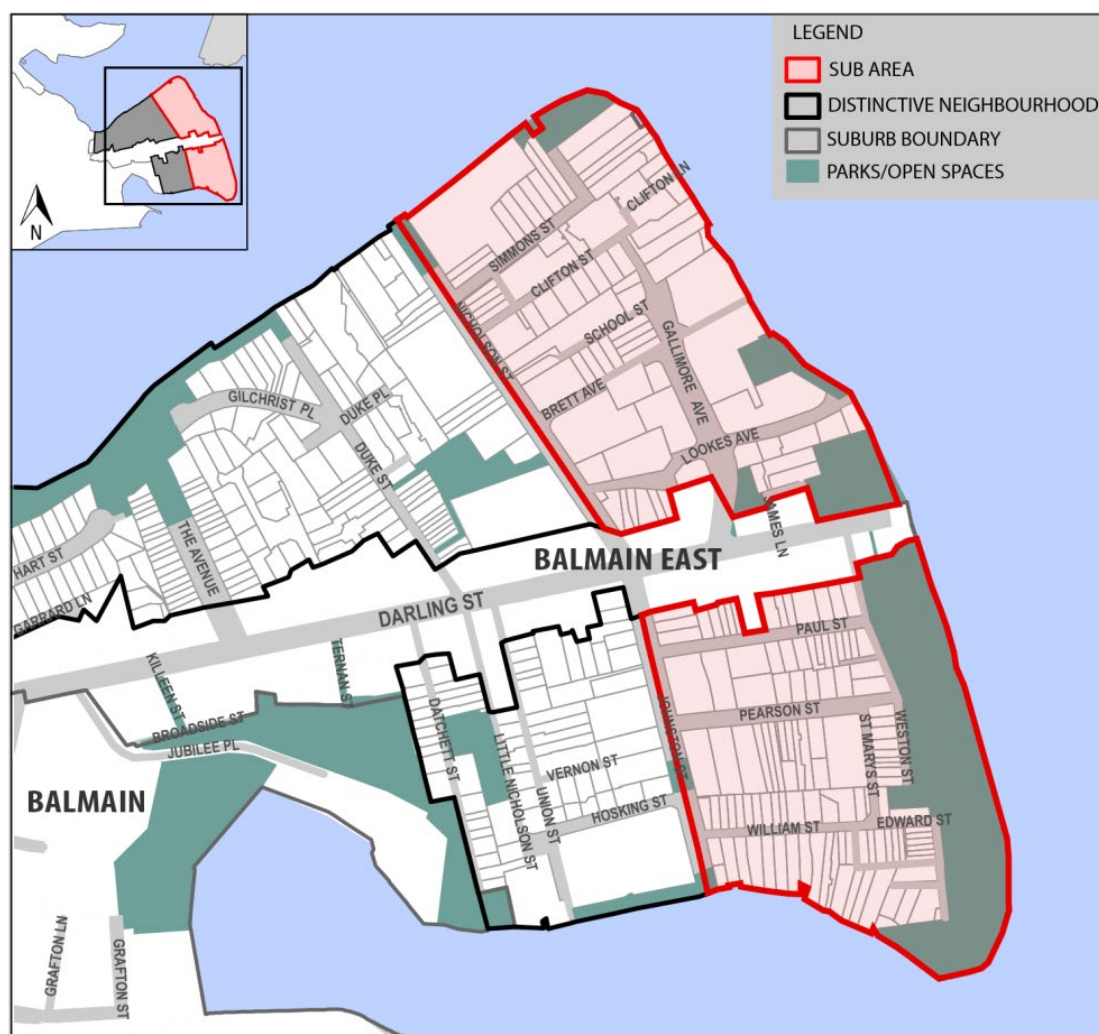 LEGEND
SUB AREA
DISTINCTIVE NEIGHBOURHOOD
SUBURB BOUNDARY
PARKS/OPEN SPACES
N
CLIFTON LN
SIMMONS ST
CLIFTON ST
SCHOOL ST
NICHOLSON ST
GALLIMORE AVE
BRETT AVE
GILCHRIST PL
DUKE PL
DUKE ST
LOOKES AVE
JAMES LN
THE AVENUE
HART ST
GARRARD LN
BALMAIN EAST
DARLING ST
PAUL ST
KILLEEN ST
TERNAN ST
BROADSIDE ST
JUBILEE PL
DATCHETT ST
LITTLE NICHOLSON ST
UNION ST
VERNON ST
HOSKING ST
JOHNSTON ST
PEARSON ST
ST MARYS ST
WESTON ST
WILLIAM ST
EDWARD ST
BALMAIN
GRAFTON LN
GRAFTON ST